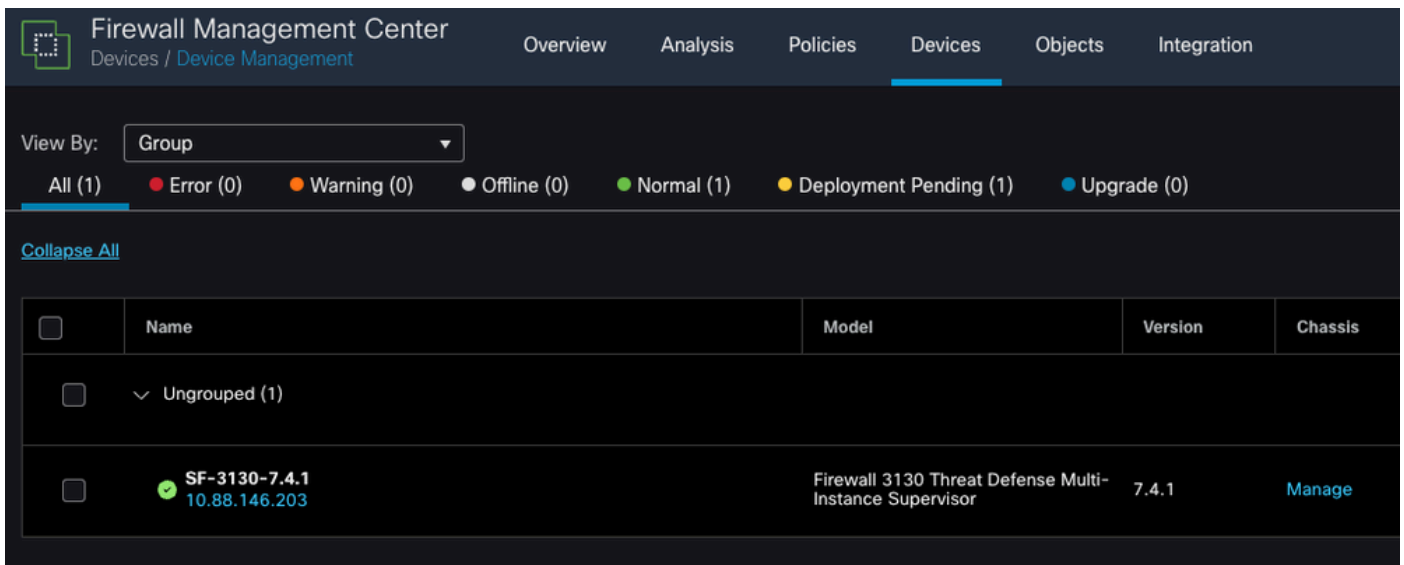 Firewall Management Center
Devices / Device Management
Overview Analysis Policies Devices Objects Integration
View By: Group
All (1) Error (0) Warning (0) Offline (0) Normal (1) Deployment Pending (1) Upgrade (0)
Collapse All
Name Model Version Chassis
Ungrouped (1)
SF-3130-7.4.1
10.88.146.203
Firewall 3130 Threat Defense Multi-
Instance Supervisor
7.4.1
Manage